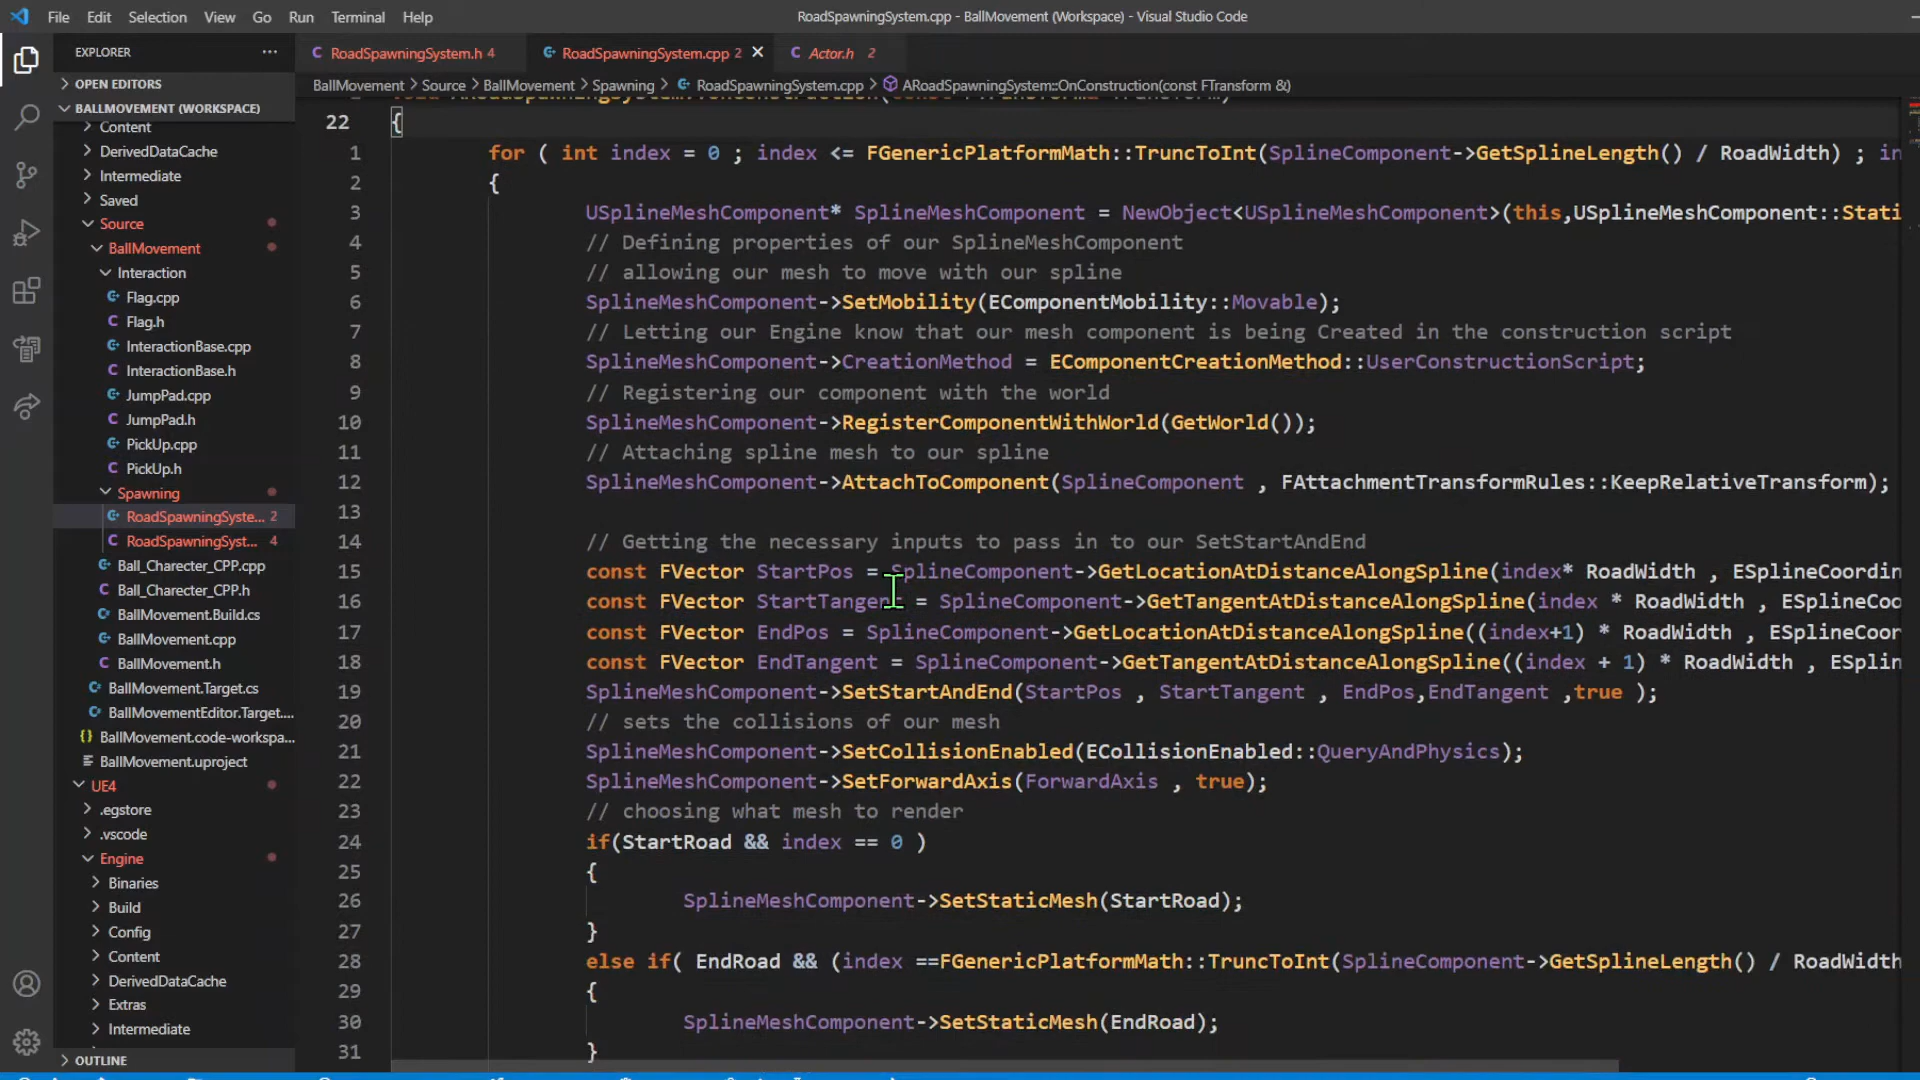 File Edit Selection View Go Run Terminal Help
RoadSpawningSystem.cpp - BallMovement (Workspace) - Visual Studio Code
EXPLORER
RoadSpawningSystem.h 4
RoadSpawningSystem.cpp 2
Actor.h 2
OPEN EDITORS
BALLMOVEMENT (WORKSPACE)
Content
DerivedDataCache
Intermediate
Saved
Source
BallMovement
Interaction
Flag.cpp
Flag.h
InteractionBase.cpp
InteractionBase.h
JumpPad.cpp
JumpPad.h
PickUp.cpp
PickUp.h
Spawning
RoadSpawningSyste... 2
RoadSpawningSyst... 4
Ball_Charecter_CPP.cpp
Ball_Charecter_CPP.h
BallMovement.Build.cs
BallMovement.cpp
BallMovement.h
BallMovement.Target.cs
BallMovementEditor.Target....
BallMovement.code-workspa...
BallMovement.uproject
UE4
.egstore
.vscode
Engine
Binaries
Build
Config
Content
DerivedDataCache
Extras
Intermediate
OUTLINE
BallMovement > Source > BallMovement > Spawning > RoadSpawningSystem.cpp > ARoadSpawningSystem::OnConstruction(const FTransform &)
22 {
1 for ( int index = 0 ; index <= FGenericPlatformMath::TruncToInt(SplineComponent->GetSplineLength() / RoadWidth) ; in
2 {
3 USplineMeshComponent* SplineMeshComponent = NewObject<USplineMeshComponent>(this,USplineMeshComponent::Stati
4 // Defining properties of our SplineMeshComponent
5 // allowing our mesh to move with our spline
6 SplineMeshComponent->SetMobility(EComponentMobility::Movable);
7 // Letting our Engine know that our mesh component is being Created in the construction script
8 SplineMeshComponent->CreationMethod = EComponentCreationMethod::UserConstructionScript;
9 // Registering our component with the world
10 SplineMeshComponent->RegisterComponentWithWorld(GetWorld());
11 // Attaching spline mesh to our spline
12 SplineMeshComponent->AttachToComponent(SplineComponent , FAttachmentTransformRules::KeepRelativeTransform);
13
14 // Getting the necessary inputs to pass in to our SetStartAndEnd
15 const FVector StartPos = SplineComponent->GetLocationAtDistanceAlongSpline(index* RoadWidth , ESplineCoordin
16 const FVector StartTangent = SplineComponent->GetTangentAtDistanceAlongSpline(index * RoadWidth , ESplineCoo
17 const FVector EndPos = SplineComponent->GetLocationAtDistanceAlongSpline((index+1) * RoadWidth , ESplineCoor
18 const FVector EndTangent = SplineComponent->GetTangentAtDistanceAlongSpline((index + 1) * RoadWidth , ESplin
19 SplineMeshComponent->SetStartAndEnd(StartPos , StartTangent , EndPos,EndTangent ,true );
20 // sets the collisions of our mesh
21 SplineMeshComponent->SetCollisionEnabled(ECollisionEnabled::QueryAndPhysics);
22 SplineMeshComponent->SetForwardAxis(ForwardAxis , true);
23 // choosing what mesh to render
24 if(StartRoad && index == 0 )
25 {
26 SplineMeshComponent->SetStaticMesh(StartRoad);
27 }
28 else if( EndRoad && (index ==FGenericPlatformMath::TruncToInt(SplineComponent->GetSplineLength() / RoadWidth
29 {
30 SplineMeshComponent->SetStaticMesh(EndRoad);
31 }